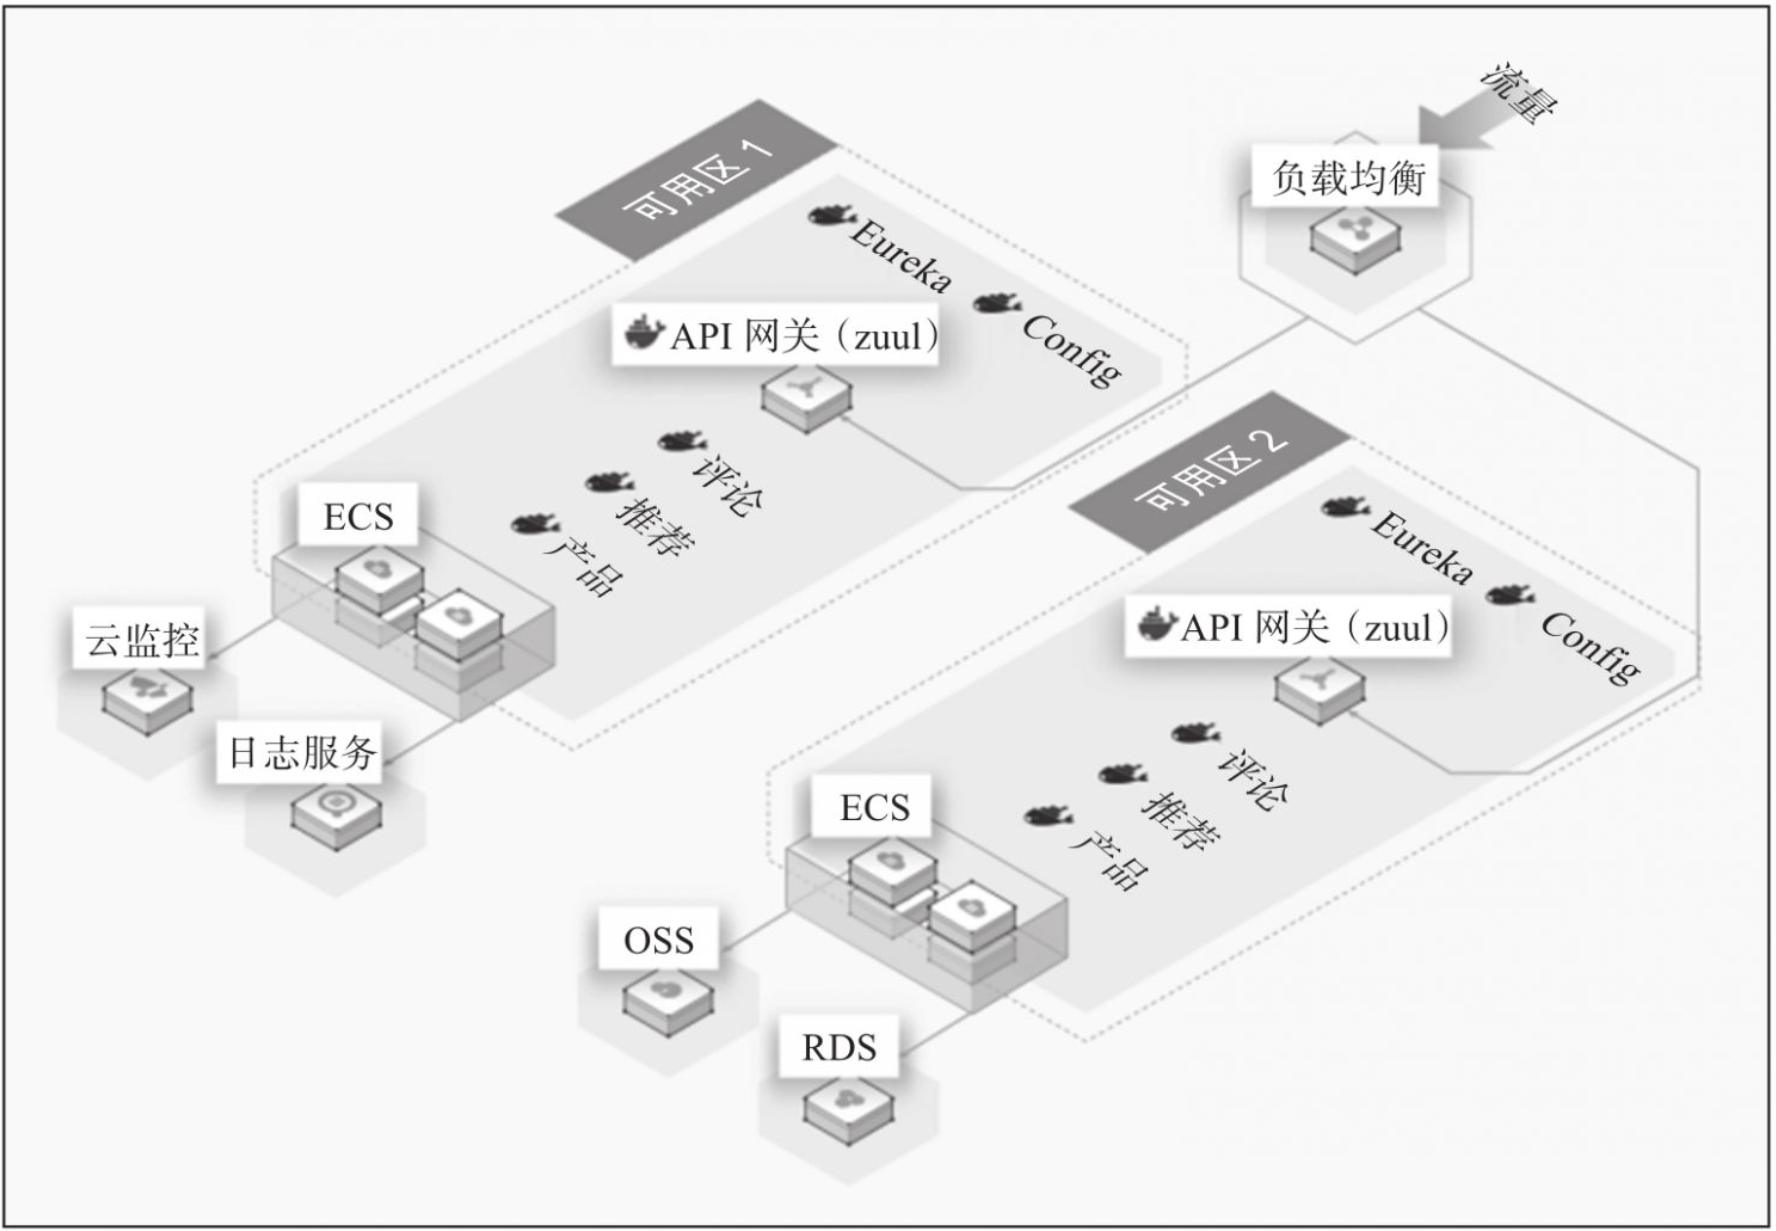 流量
负载均衡
可用区 1
Eureka
Config
API 网关（zuul）
评论
推荐
产品
ECS
云监控
日志服务
可用区 2
Eureka
Config
API 网关（zuul）
评论
推荐
产品
ECS
OSS
RDS